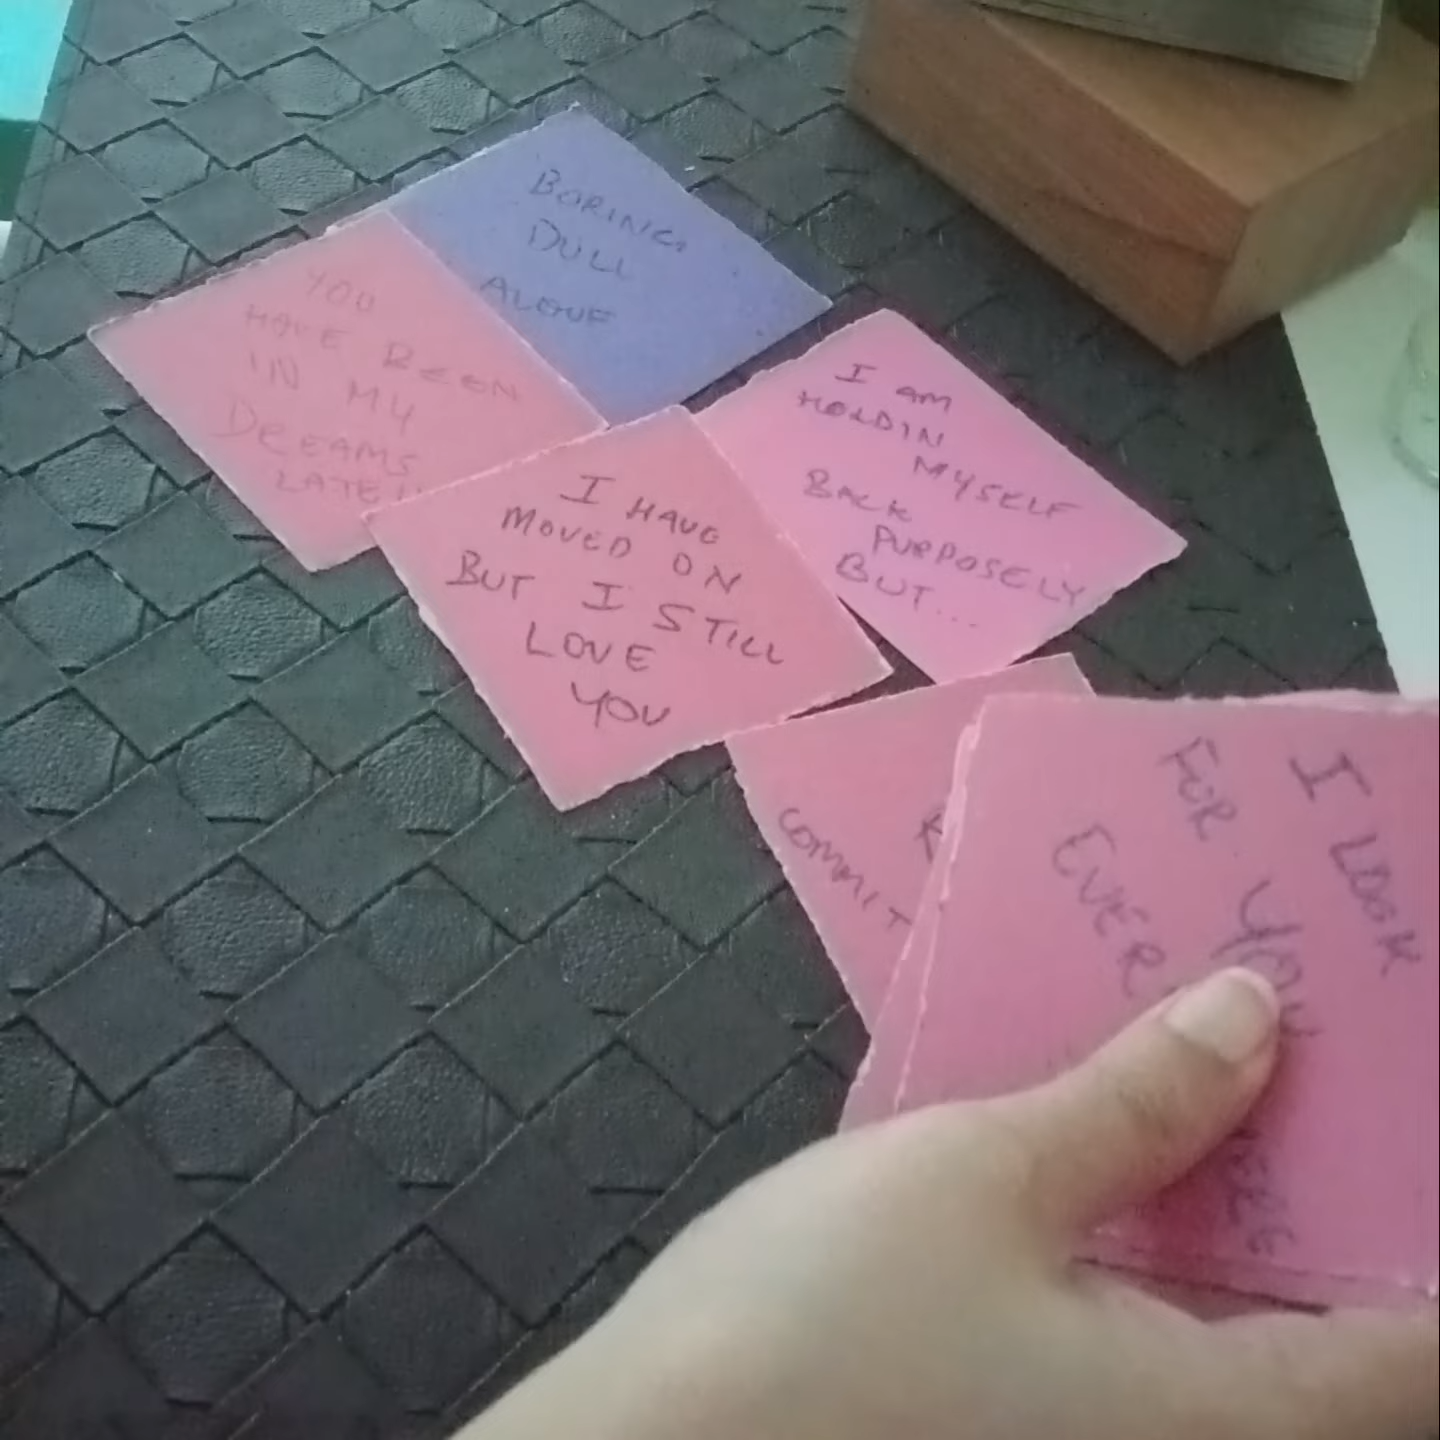 BORING
DULL
ALONE
YOU
HAVE BEEN
IN MY
DREAMS
LATE!!
I AM
HOLDIN
MYSELF
BACK
PURPOSELY
BUT...
I HAVE
MOVED ON
BUT I STILL
LOVE
YOU
COMMIT
I LOOK
FOR YOU
EVER